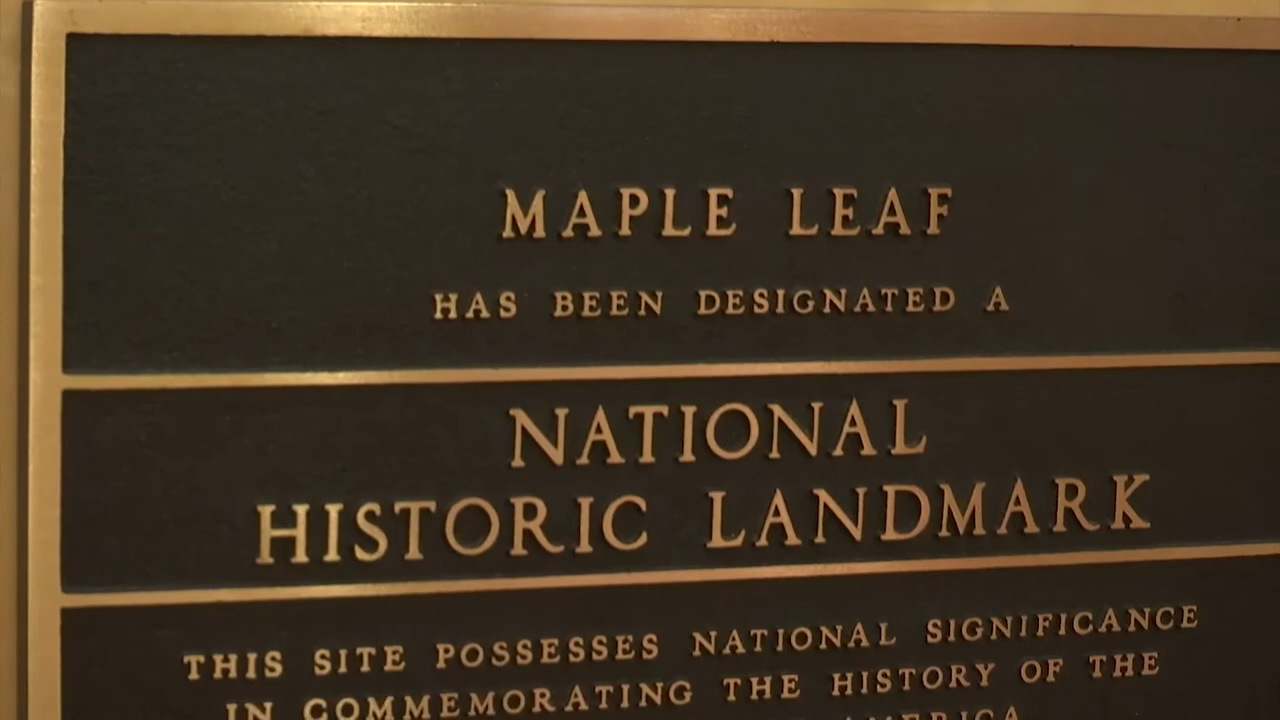 MAPLE LEAF
HAS BEEN DESIGNATED A
NATIONAL
HISTORIC LANDMARK
THIS SITE POSSESSES NATIONAL SIGNIFICANCE
IN COMMEMORATING THE HISTORY OF THE
AMERICA